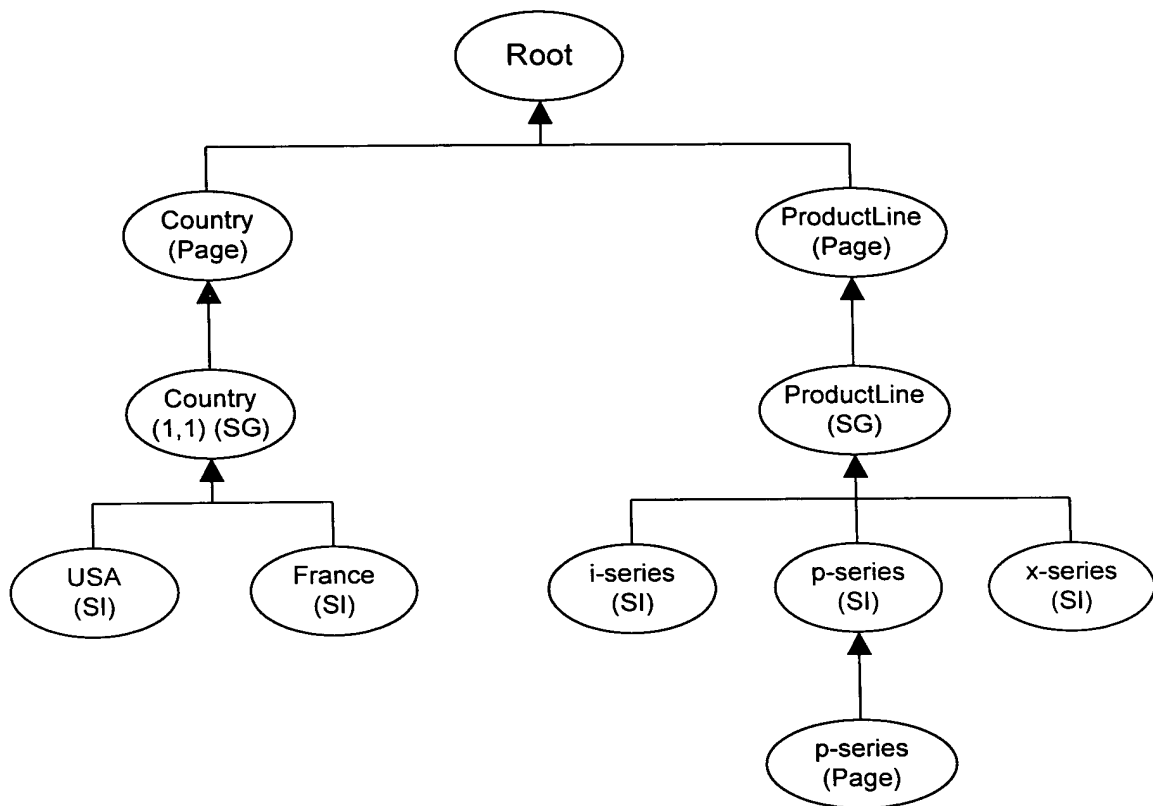 Root
Country
(Page)
ProductLine
(Page)
Country
(1,1) (SG)
ProductLine
(SG)
USA
(SI)
France
(SI)
i-series
(SI)
p-series
(SI)
x-series
(SI)
p-series
(Page)